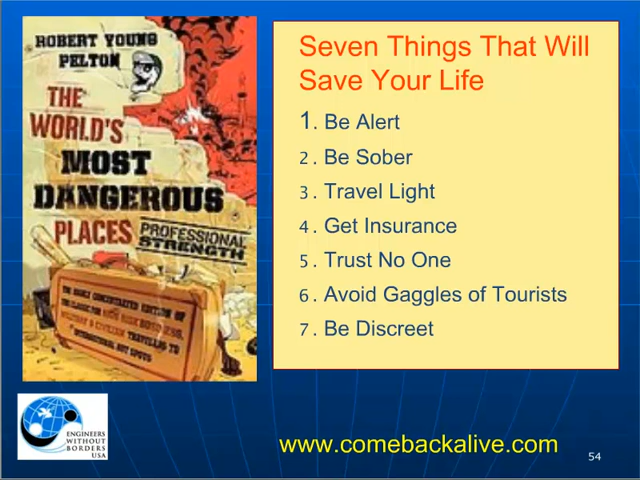 ROBERT YOUNG
PELTON
THE
WORLD'S
MOST
DANGEROUS
PLACES
PROFESSIONAL
STRENGTH
Seven Things That Will
Save Your Life
1. Be Alert
2. Be Sober
3. Travel Light
4. Get Insurance
5. Trust No One
6. Avoid Gaggles of Tourists
7. Be Discreet
ENGINEERS
WITHOUT
BORDERS
USA
www.comebackalive.com
54